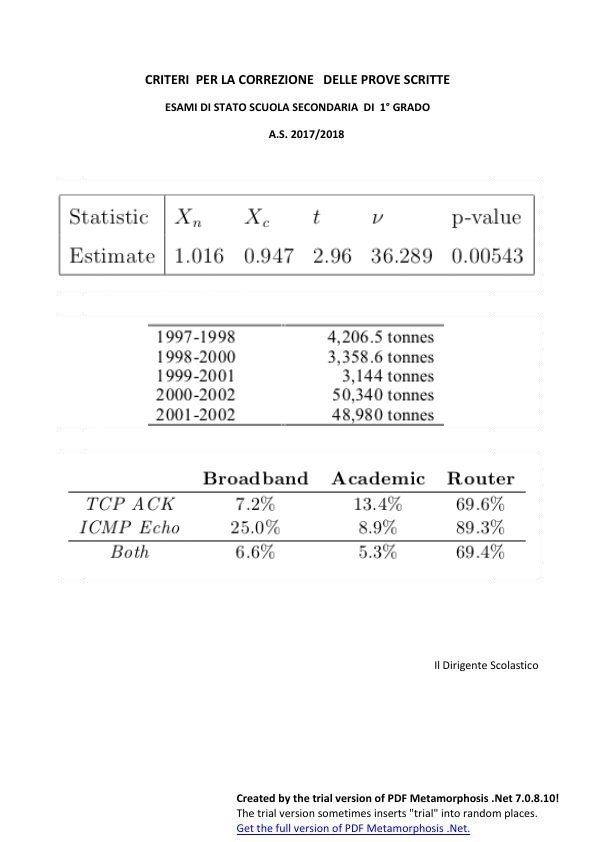 CRITERI PER LA CORREZIONE DELLE PROVE SCRITTE
ESAMI DI STATO SCUOLA SECONDARIA DI 1° GRADO
A.S. 2017/2018
Statistic Xn Xc t ν p-value
Estimate 1.016 0.947 2.96 36.289 0.00543
1997-1998 4,206.5 tonnes
1998-2000 3,358.6 tonnes
1999-2001 3,144 tonnes
2000-2002 50,340 tonnes
2001-2002 48,980 tonnes
Broadband Academic Router
TCP ACK 7.2% 13.4% 69.6%
ICMP Echo 25.0% 8.9% 89.3%
Both 6.6% 5.3% 69.4%
Il Dirigente Scolastico
Created by the trial version of PDF Metamorphosis .Net 7.0.8.10!
The trial version sometimes inserts "trial" into random places.
Get the full version of PDF Metamorphosis .Net.